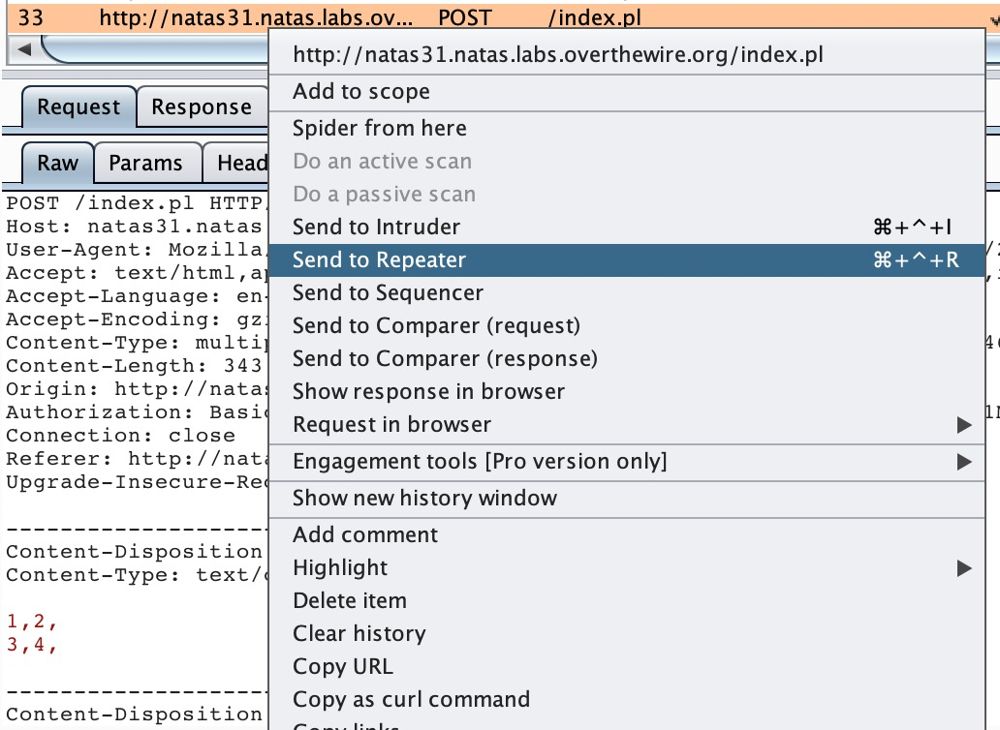 33 http://natas31.natas.labs.ov... POST /index.pl
http://natas31.natas.labs.overthewire.org/index.pl
Request Response
Add to scope
Spider from here
Raw Params Head
Do an active scan
Do a passive scan
POST /index.pl HTTP/
Host: natas31.natas
Send to Intruder ⌘+^+I
User-Agent: Mozilla/
Send to Repeater ⌘+^+R
Accept: text/html,ap
Accept-Language: en-
Send to Sequencer
Accept-Encoding: gzi
Send to Comparer (request)
Content-Type: multip
Content-Length: 343
Send to Comparer (response)
Origin: http://natas
Show response in browser
Authorization: Basic
Request in browser
Connection: close
Referer: http://nata
Engagement tools [Pro version only]
Upgrade-Insecure-Rec
Show new history window
--------------------
Add comment
Content-Disposition
Highlight
Content-Type: text/c
Delete item
1,2,
Clear history
3,4,
Copy URL
--------------------
Copy as curl command
Content-Disposition
Copy links